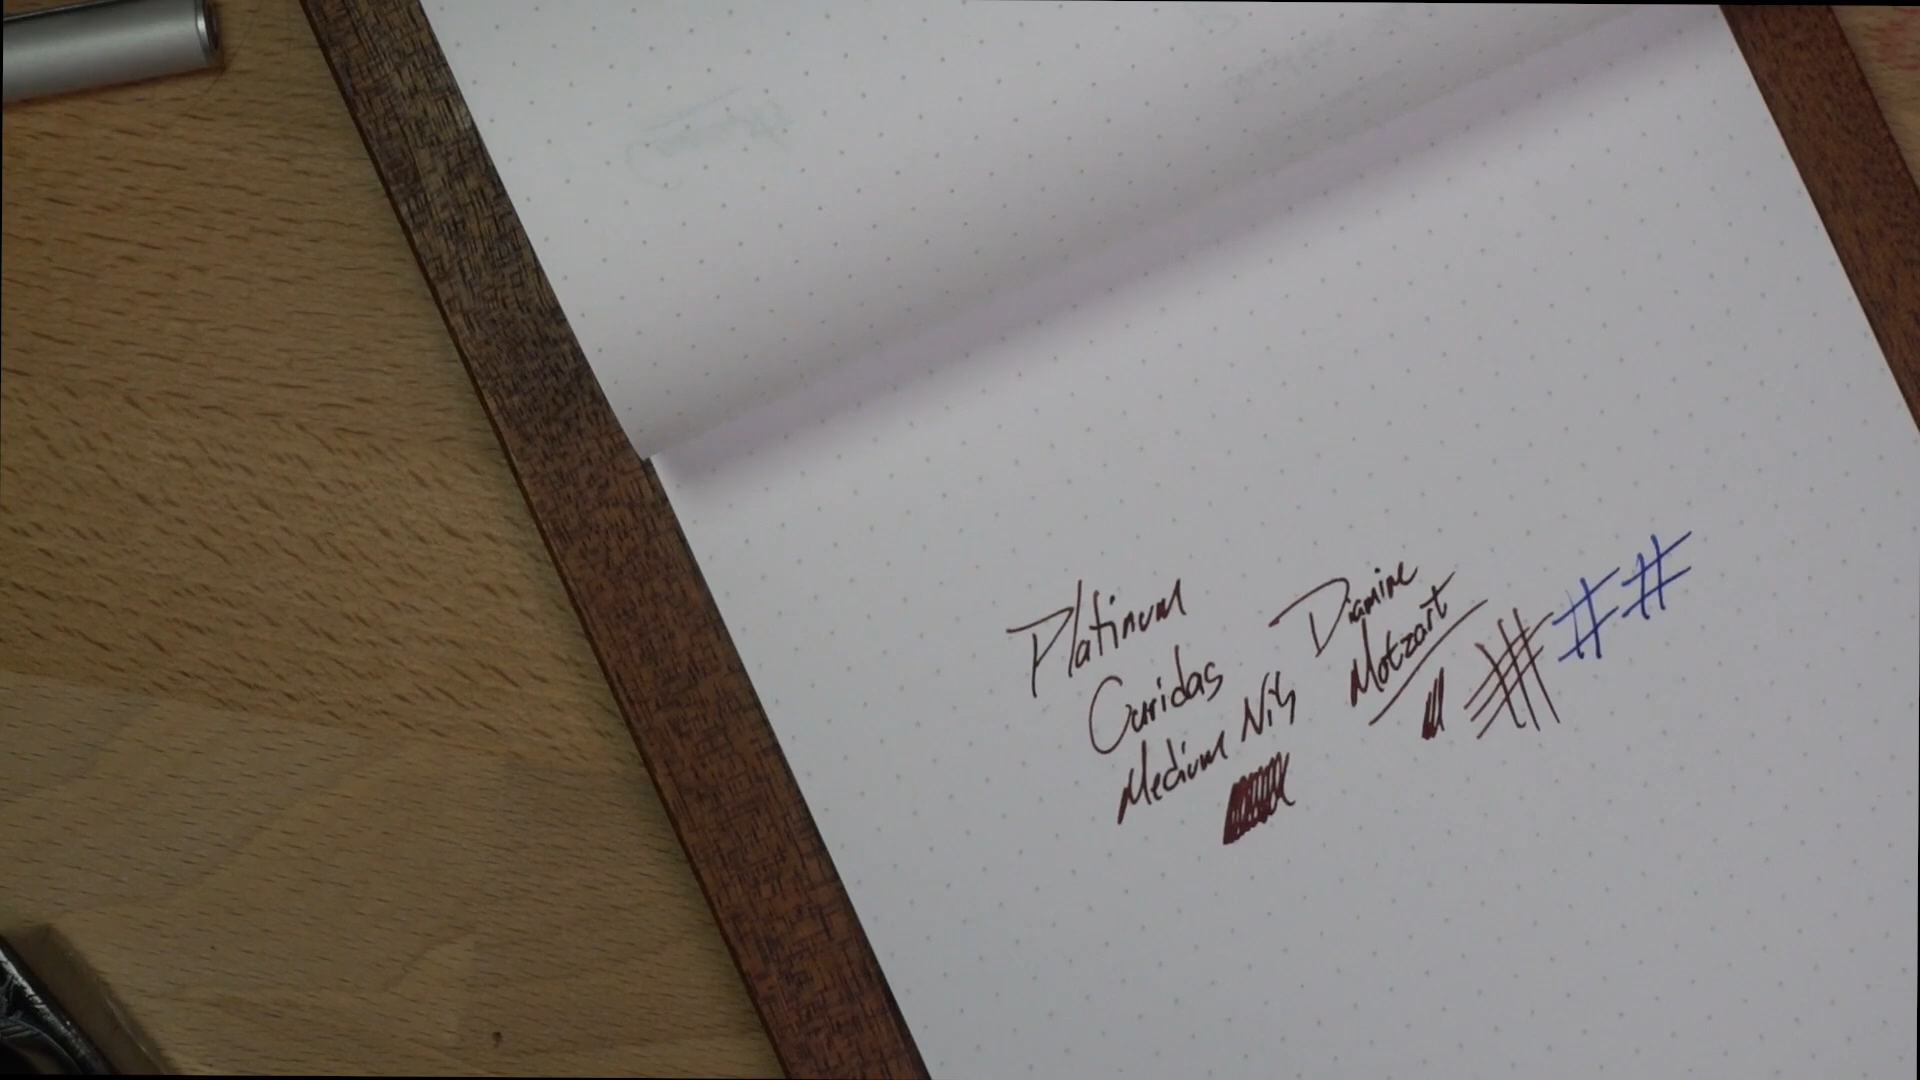 Platinum
Curidas
Medium Nib
Diamine
Motzart
# # #